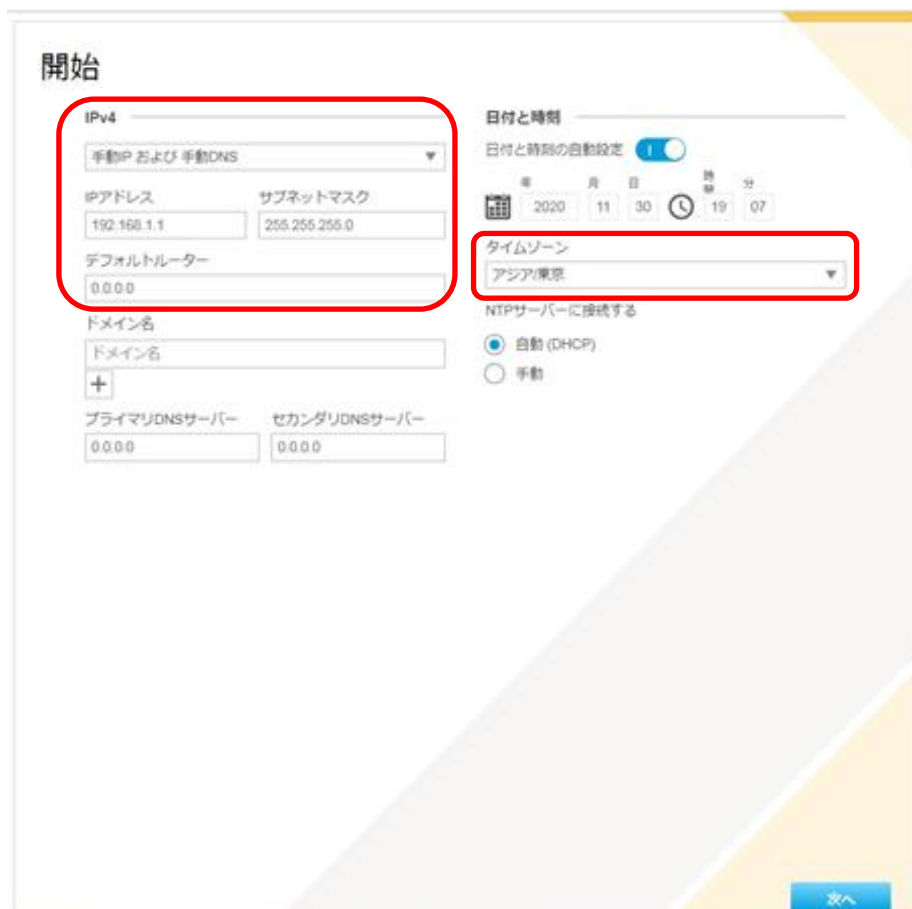 開始
IPv4
手動IP および 手動DNS
IPアドレス サブネットマスク
192.168.1.1 255.255.255.0
デフォルトルーター
0.0.0.0
ドメイン名
ドメイン名
+
プライマリDNSサーバー セカンダリDNSサーバー
0.0.0.0 0.0.0.0
日付と時刻
日付と時刻の自動設定
年 月 日 時間 分
2020 11 30 19 07
タイムゾーン
アジア/東京
NTPサーバーに接続する
自動 (DHCP)
手動
次へ